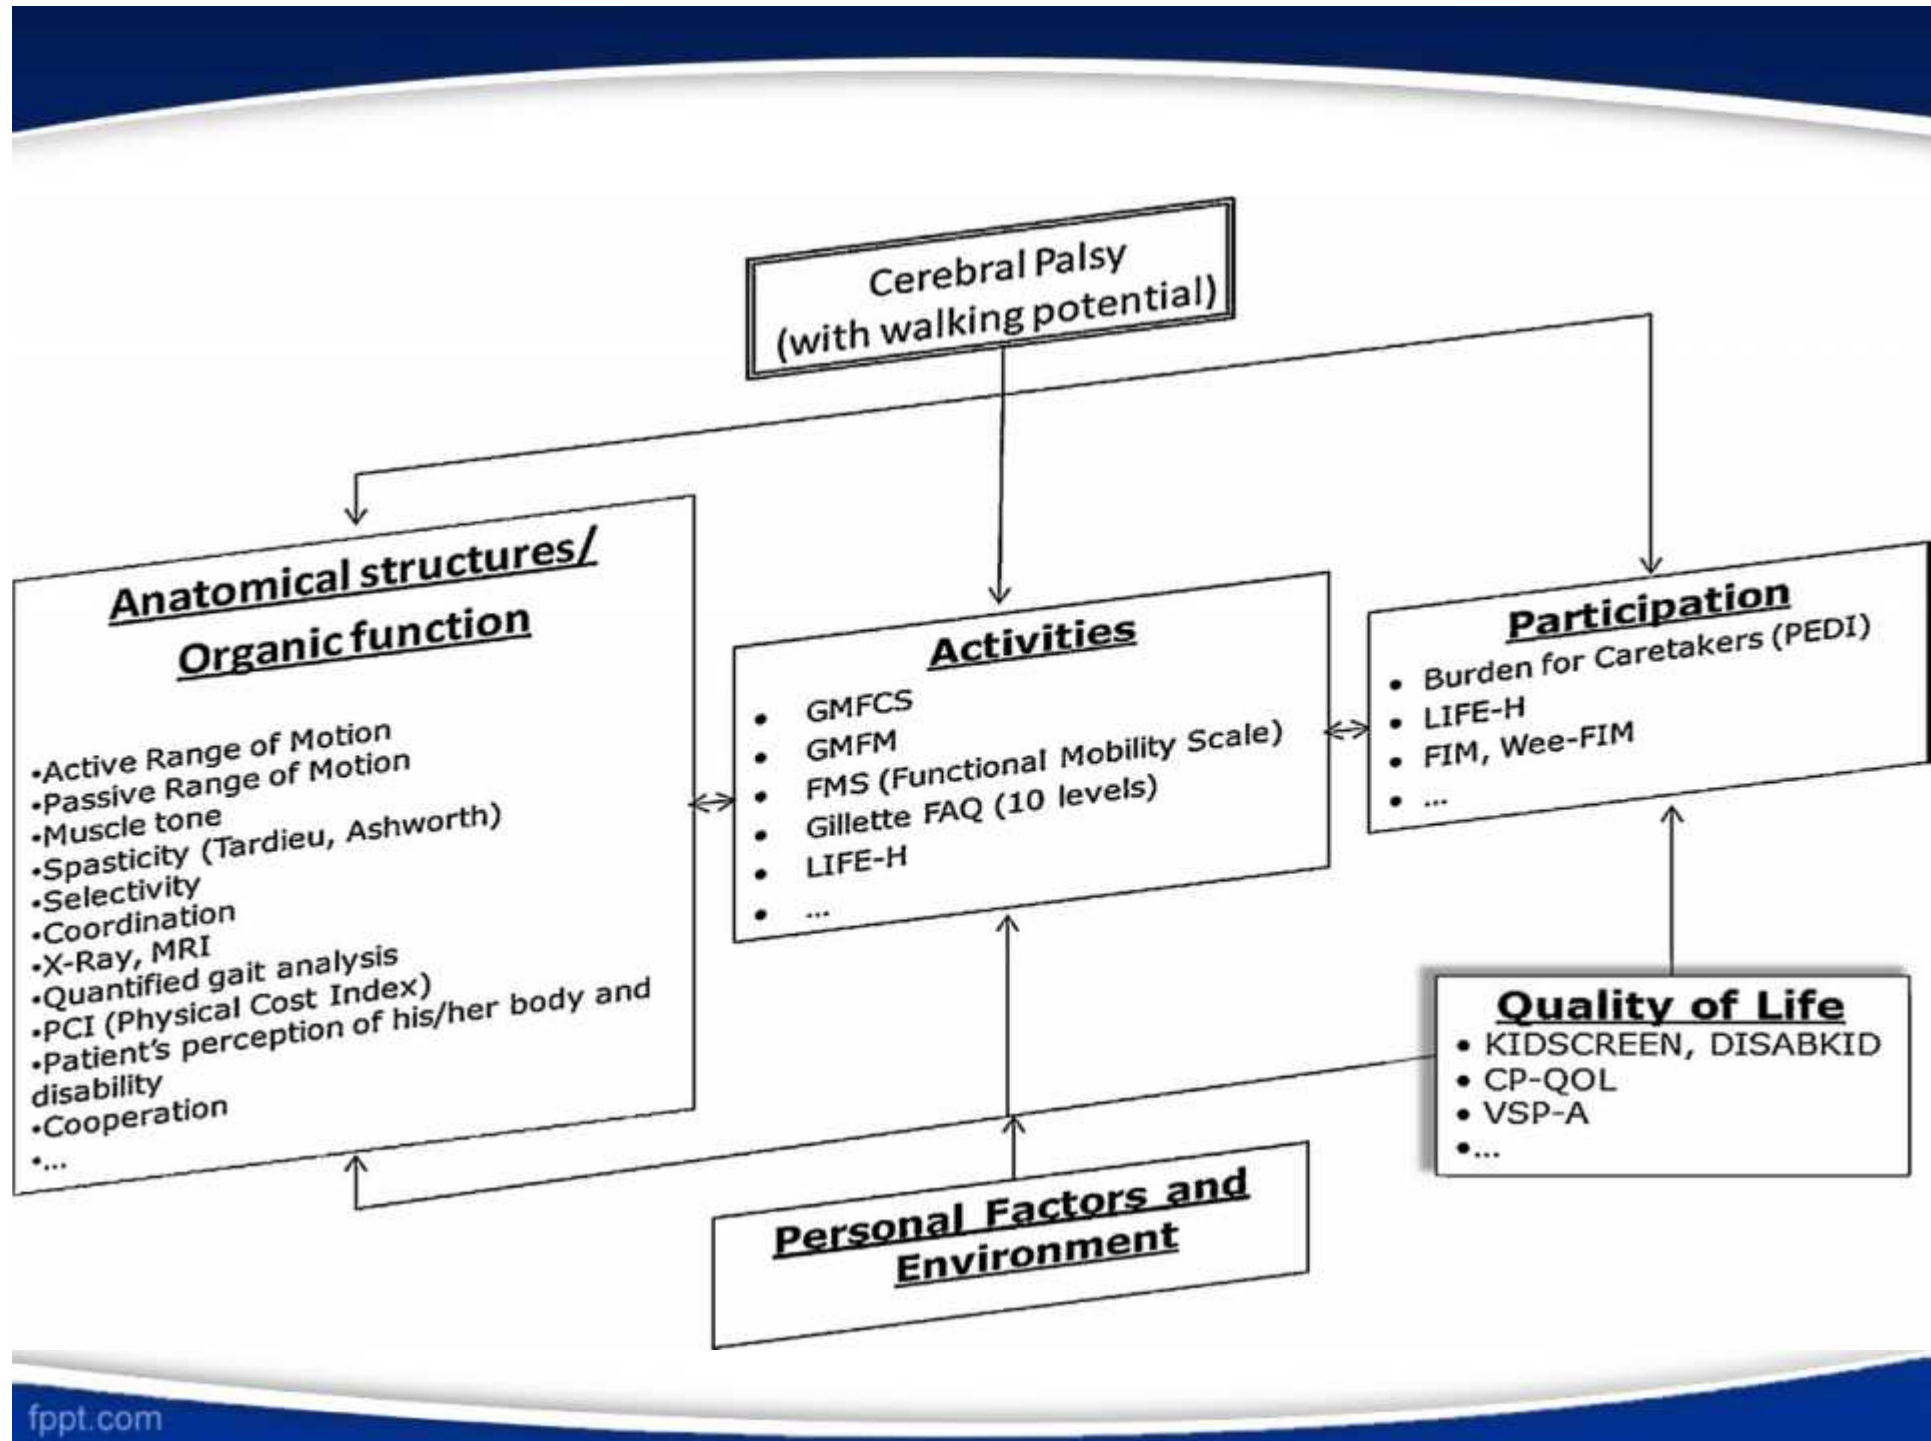 Cerebral Palsy
(with walking potential)
Anatomical structures/
Organic function
•Active Range of Motion
•Passive Range of Motion
•Muscle tone
•Spasticity (Tardieu, Ashworth)
•Selectivity
•Coordination
•X-Ray, MRI
•Quantified gait analysis
•PCI (Physical Cost Index)
•Patient's perception of his/her body and
disability
•Cooperation
•...
Activities
• GMFCS
• GMFM
• FMS (Functional Mobility Scale)
• Gillette FAQ (10 levels)
• LIFE-H
• ...
Participation
• Burden for Caretakers (PEDI)
• LIFE-H
• FIM, Wee-FIM
• ...
Quality of Life
• KIDSCREEN, DISABKID
• CP-QOL
• VSP-A
•...
Personal Factors and
Environment
fppt.com